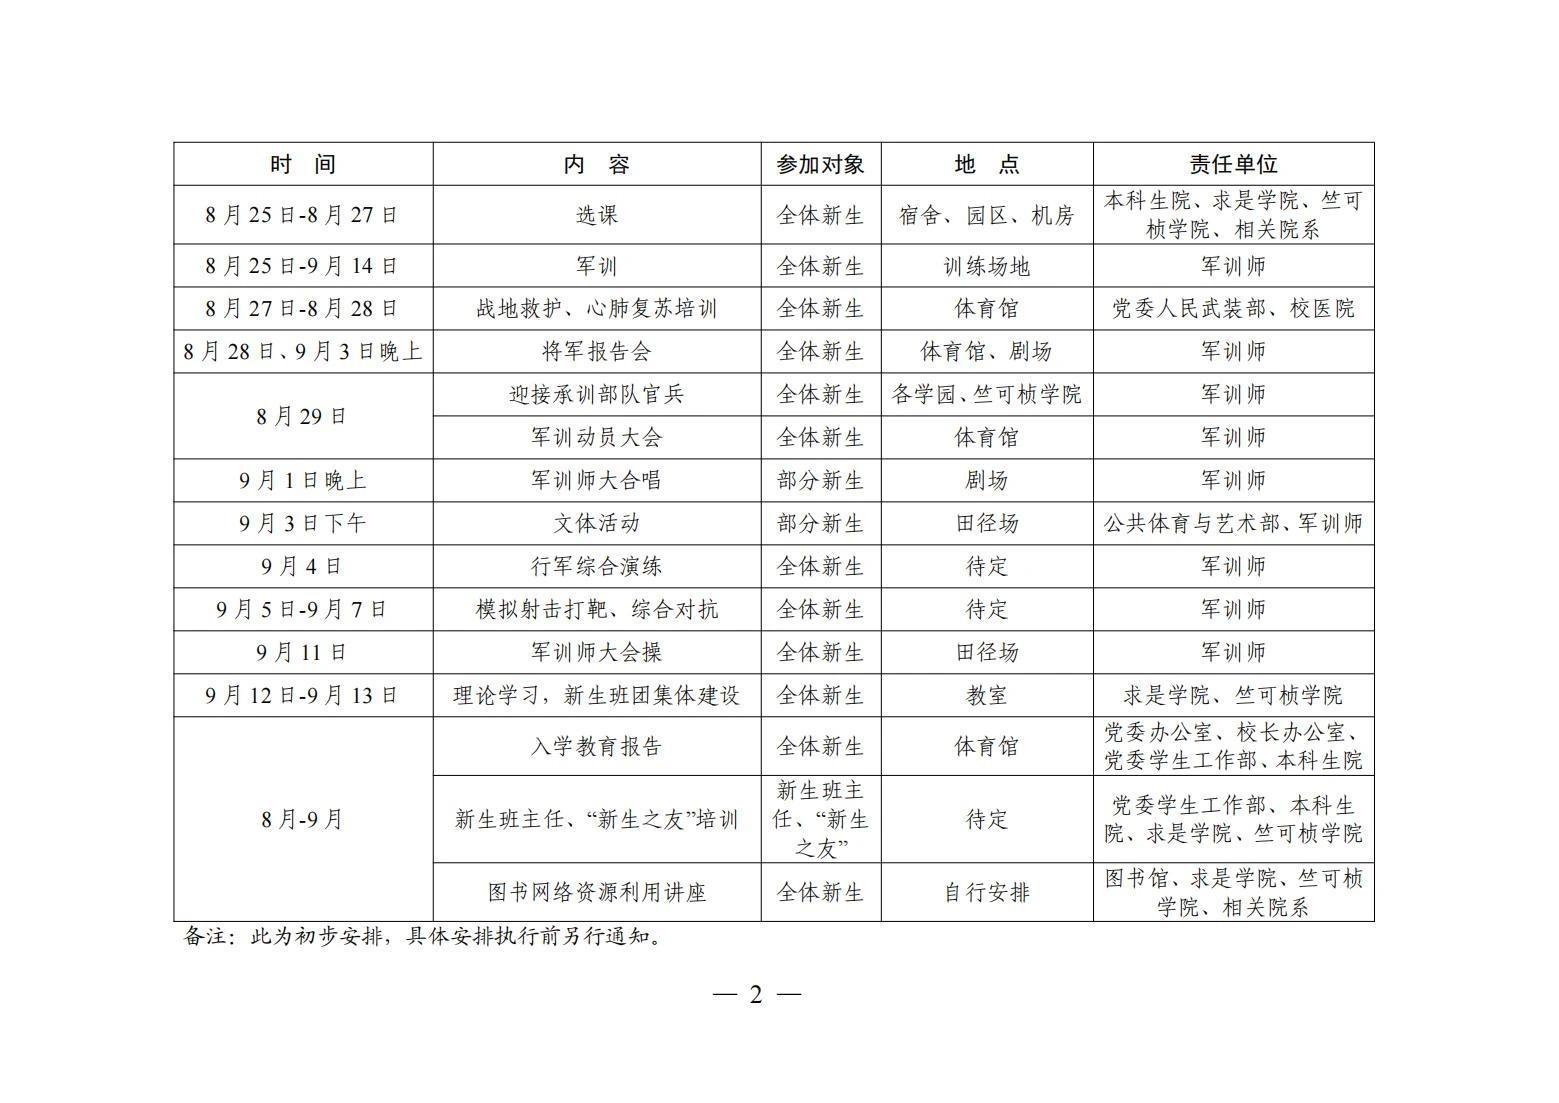 时 间 内 容 参加对象 地 点 责任单位
8月25日-8月27日 选课 全体新生 宿舍、园区、机房 本科生院、求是学院、竺可
桢学院、相关院系
8月25日-9月14日 军训 全体新生 训练场地 军训师
8月27日-8月28日 战地救护、心肺复苏培训 全体新生 体育馆 党委人民武装部、校医院
8月28日、9月3日晚上 将军报告会 全体新生 体育馆、剧场 军训师
8月29日 迎接承训部队官兵 全体新生 各学园、竺可桢学院 军训师
军训动员大会 全体新生 体育馆 军训师
9月1日晚上 军训师大合唱 部分新生 剧场 军训师
9月3日下午 文体活动 部分新生 田径场 公共体育与艺术部、军训师
9月4日 行军综合演练 全体新生 待定 军训师
9月5日-9月7日 模拟射击打靶、综合对抗 全体新生 待定 军训师
9月11日 军训师大会操 全体新生 田径场 军训师
9月12日-9月13日 理论学习，新生班团集体建设 全体新生 教室 求是学院、竺可桢学院
8月-9月 入学教育报告 全体新生 体育馆 党委办公室、校长办公室、
党委学生工作部、本科生院
新生班主任、“新生之友”培训 新生班主
任、“新生
之友” 待定 党委学生工作部、本科生
院、求是学院、竺可桢学院
图书网络资源利用讲座 全体新生 自行安排 图书馆、求是学院、竺可桢
学院、相关院系
备注：此为初步安排，具体安排执行前另行通知。
— 2 —